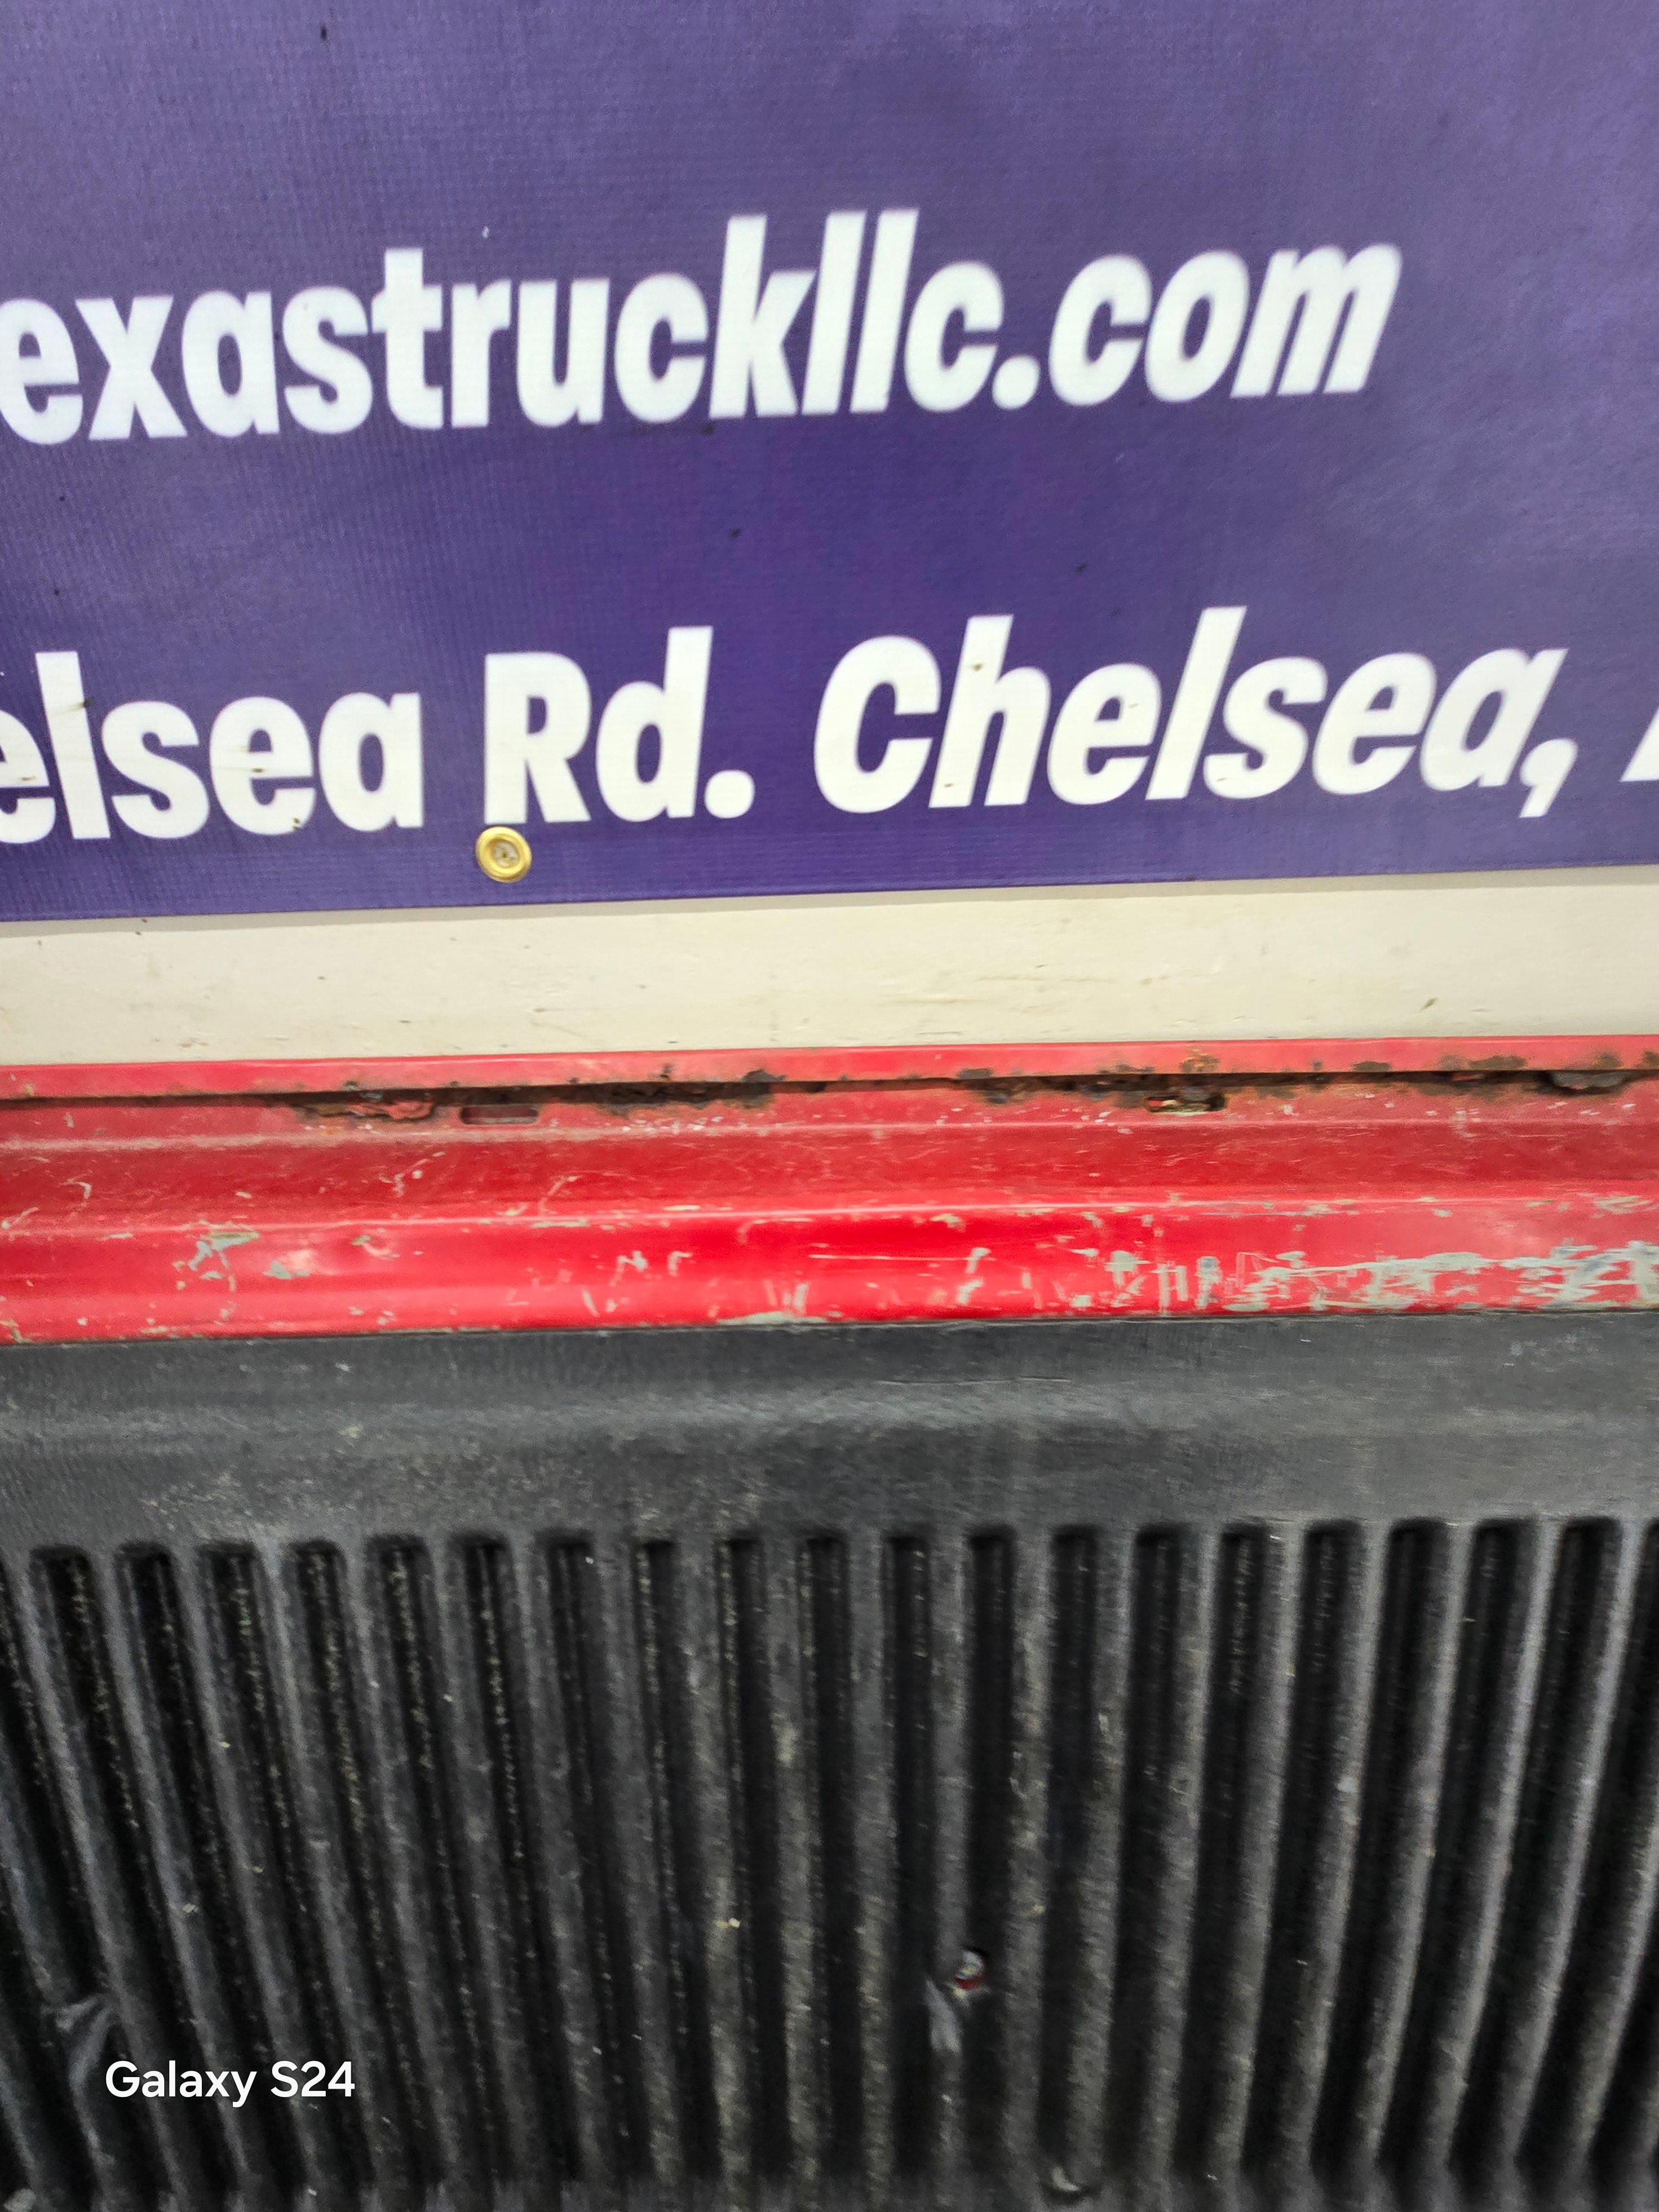 exastruckllc.com
elsea Rd. Chelsea,
Galaxy S24